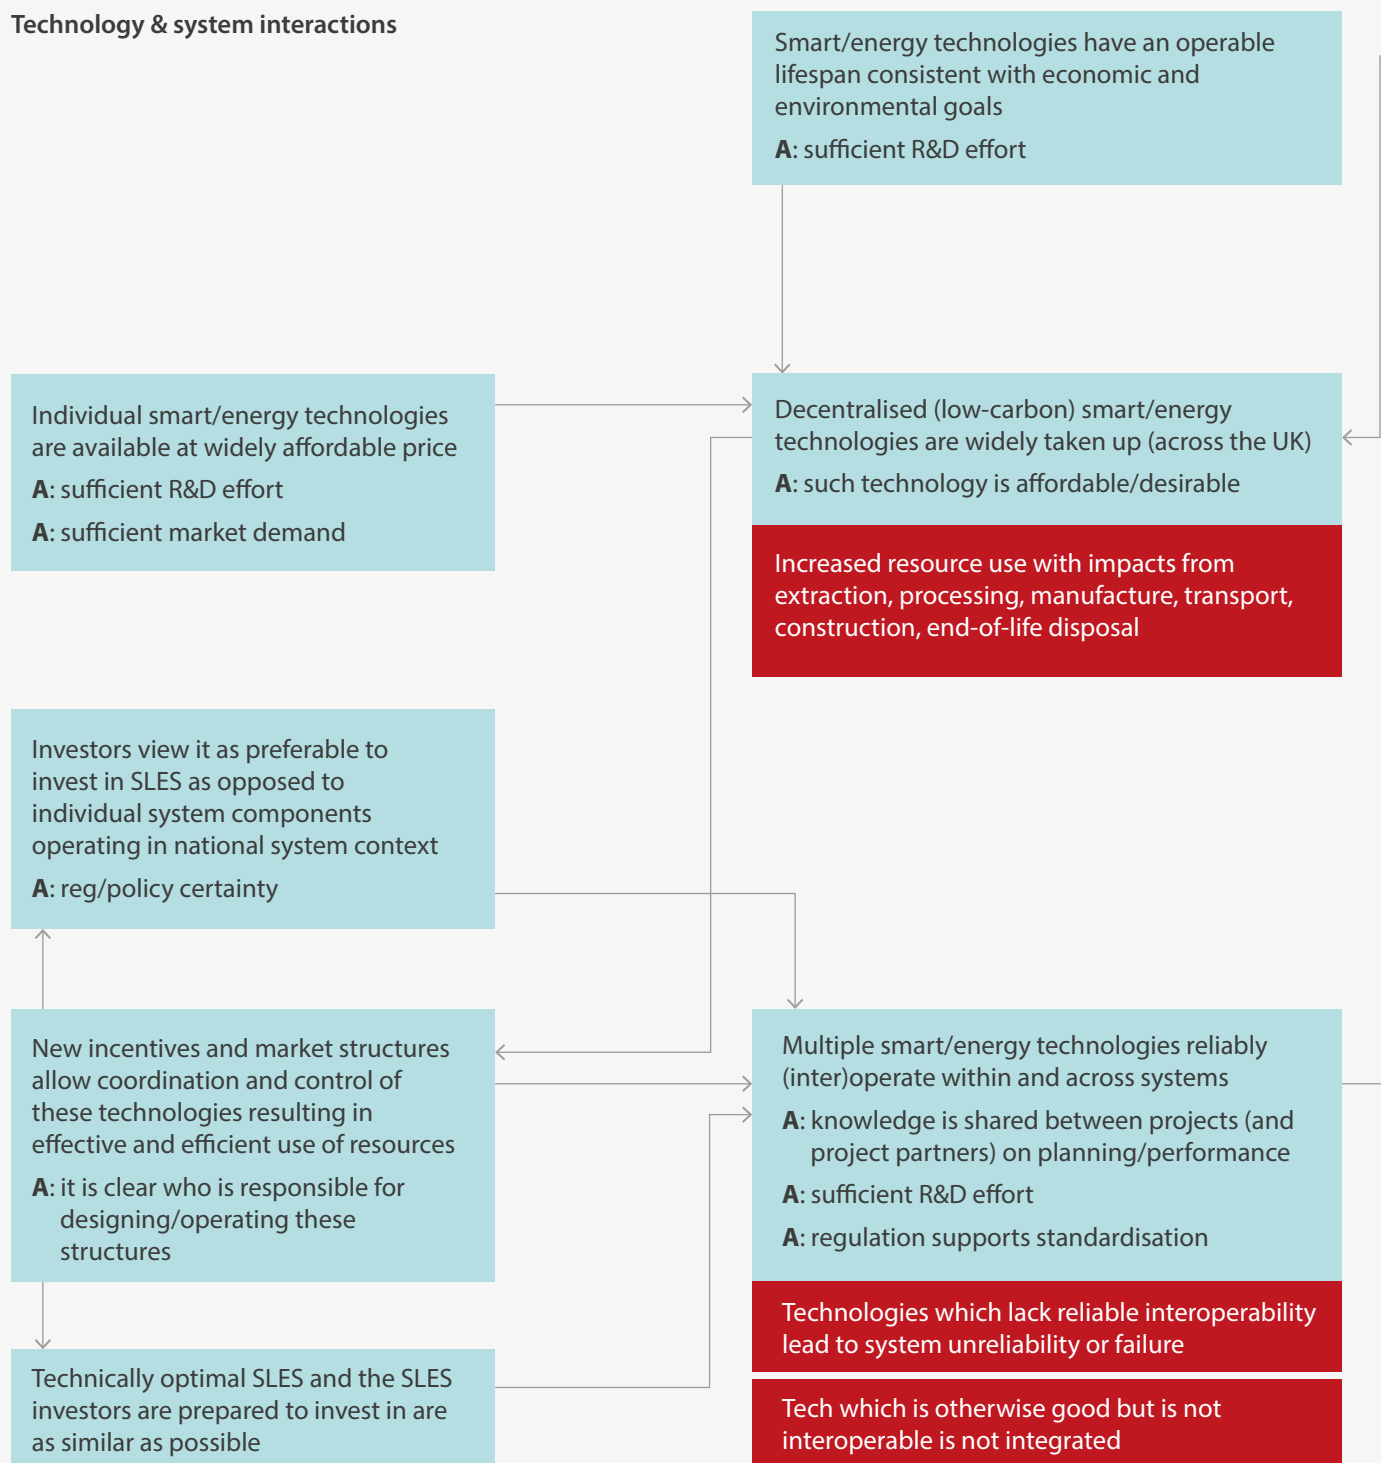 Technology & system interactions
Smart/energy technologies have an operable
lifespan consistent with economic and
environmental goals
A: sufficient R&D effort
Individual smart/energy technologies
are available at widely affordable price
A: sufficient R&D effort
A: sufficient market demand
Decentralised (low-carbon) smart/energy
technologies are widely taken up (across the UK)
A: such technology is affordable/desirable
Increased resource use with impacts from
extraction, processing, manufacture, transport,
construction, end-of-life disposal
Investors view it as preferable to
invest in SLES as opposed to
individual system components
operating in national system context
A: reg/policy certainty
New incentives and market structures
allow coordination and control of
these technologies resulting in
effective and efficient use of resources
A: it is clear who is responsible for
designing/operating these
structures
Multiple smart/energy technologies reliably
(inter)operate within and across systems
A: knowledge is shared between projects (and
project partners) on planning/performance
A: sufficient R&D effort
A: regulation supports standardisation
Technologies which lack reliable interoperability
lead to system unreliability or failure
Technically optimal SLES and the SLES
investors are prepared to invest in are
as similar as possible
Tech which is otherwise good but is not
interoperable is not integrated